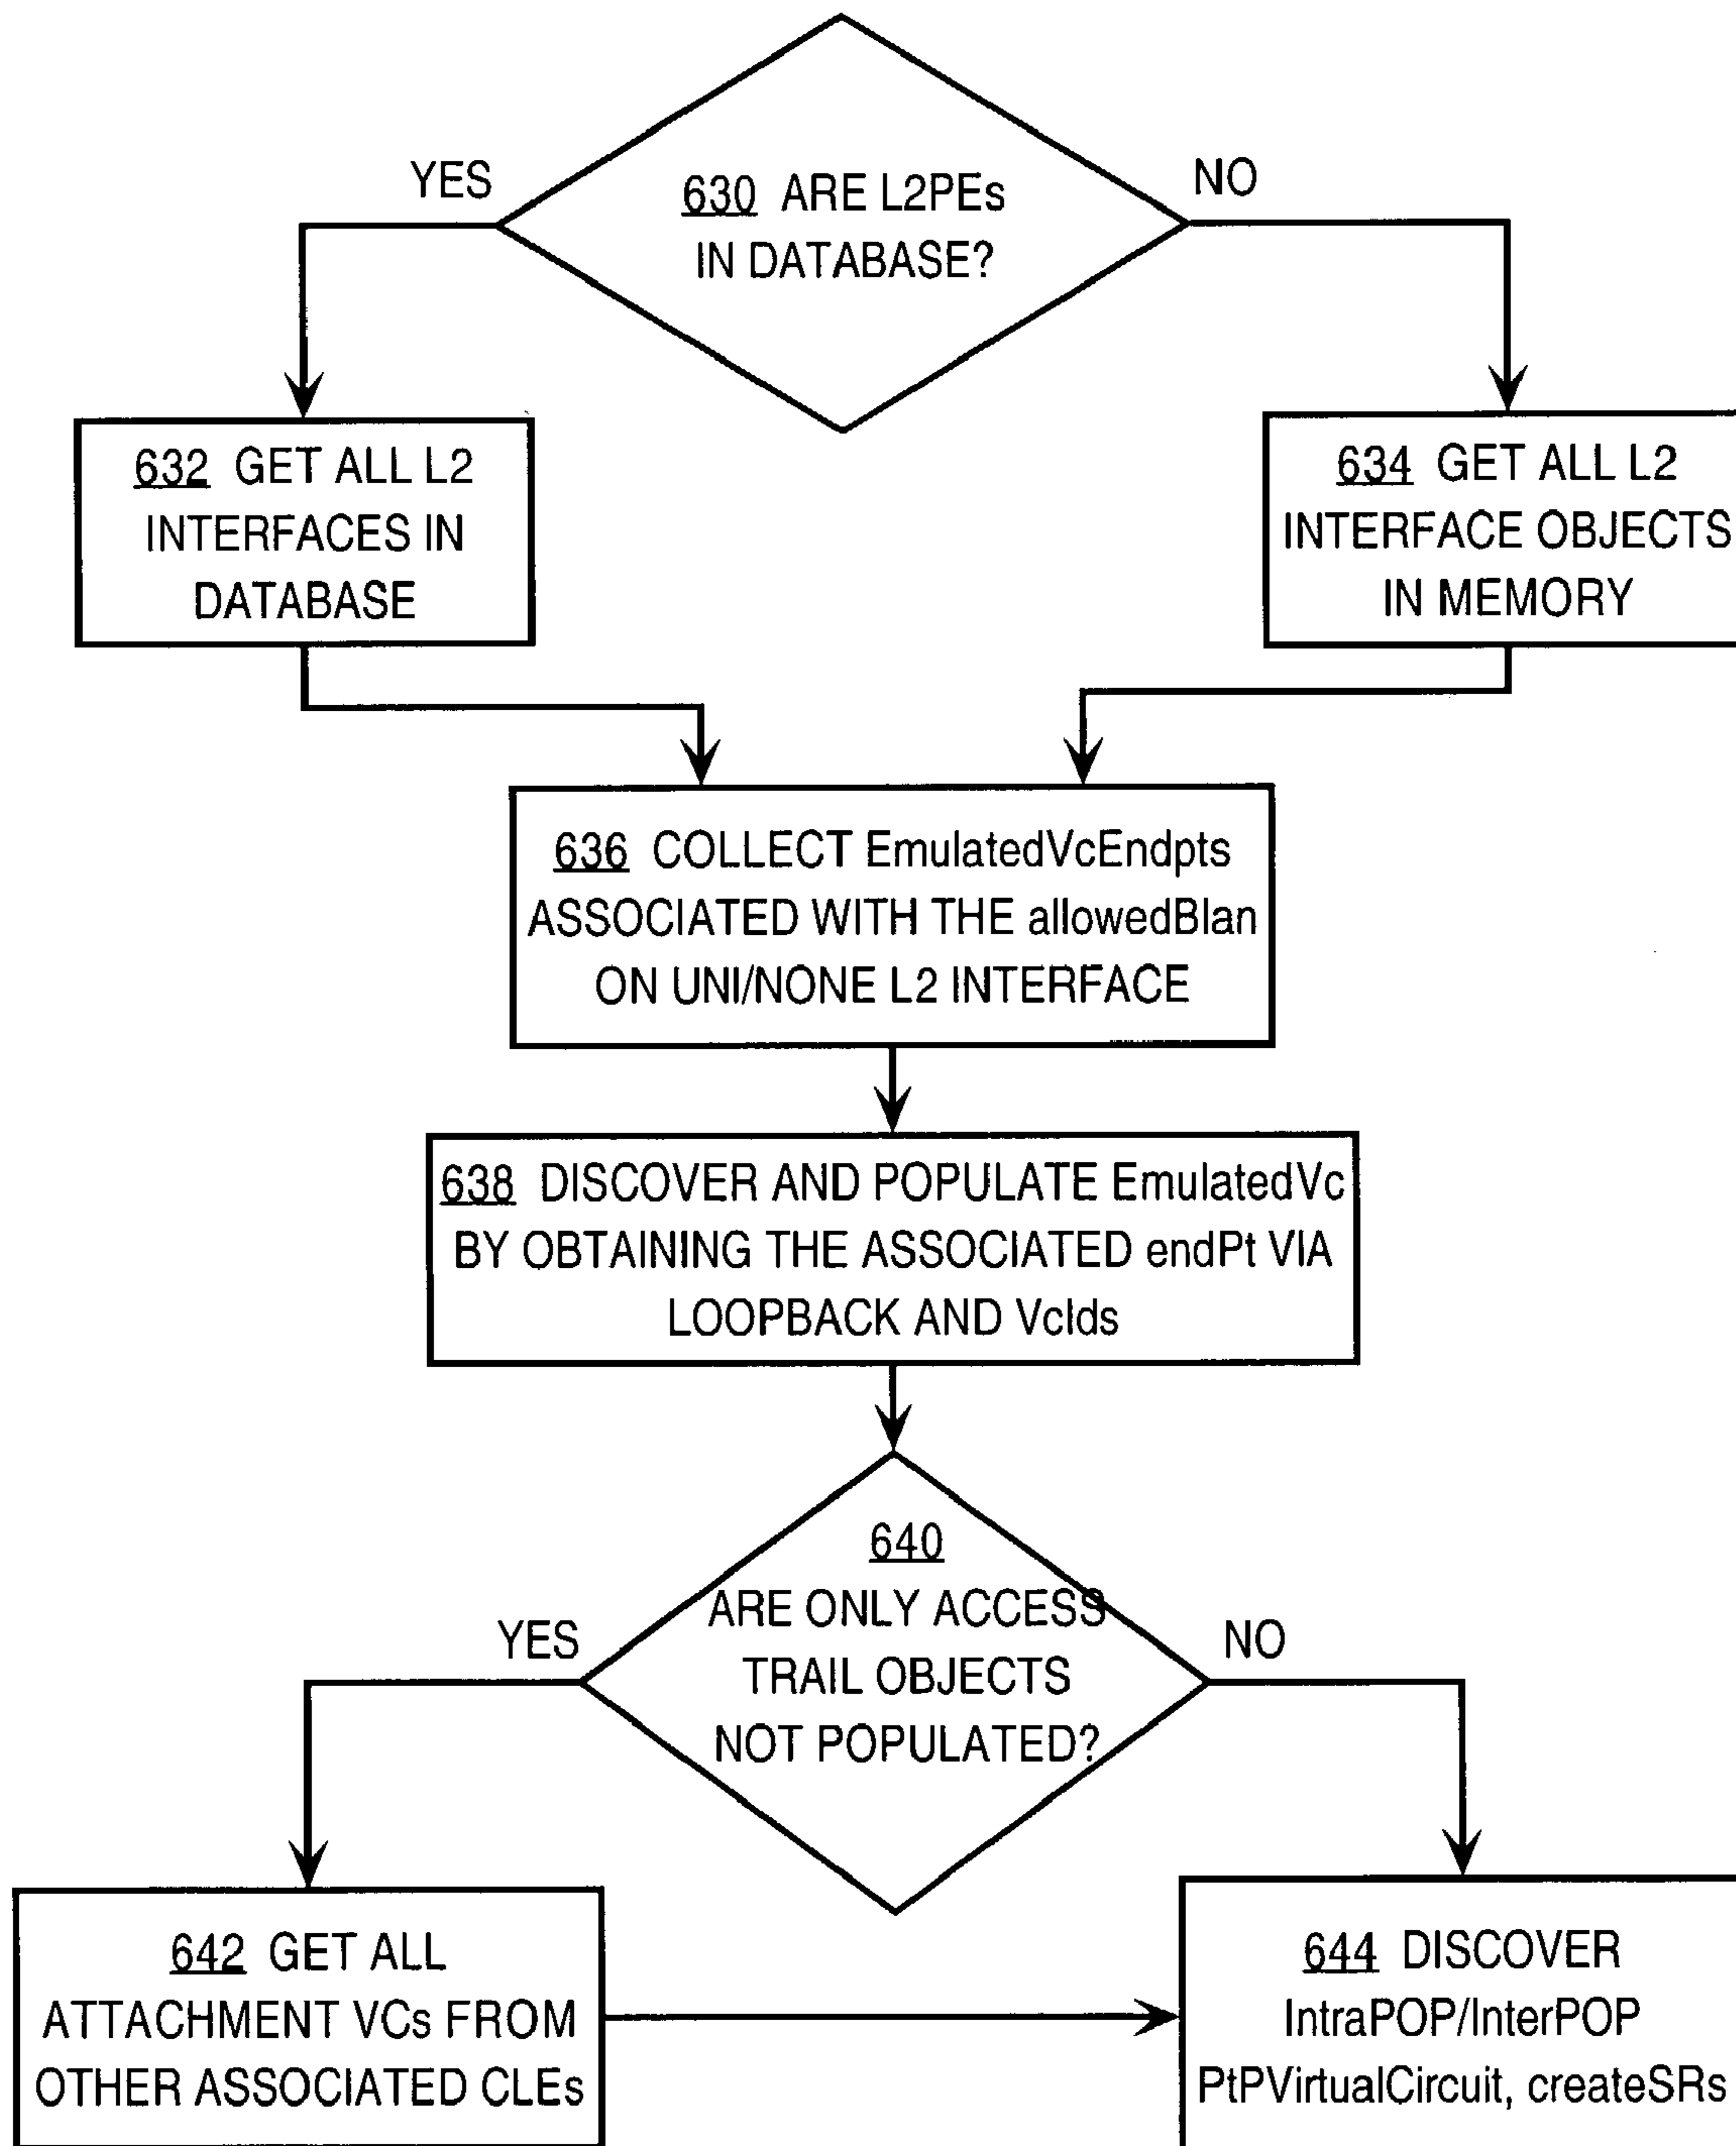 YES
NO
630 ARE L2PEs
IN DATABASE?
632 GET ALL L2
INTERFACES IN
DATABASE
634 GET ALL L2
INTERFACE OBJECTS
IN MEMORY
636 COLLECT EmulatedVcEndpts
ASSOCIATED WITH THE allowedBlan
ON UNI/NONE L2 INTERFACE
638 DISCOVER AND POPULATE EmulatedVc
BY OBTAINING THE ASSOCIATED endPt VIA
LOOPBACK AND VcIds
640
ARE ONLY ACCESS
TRAIL OBJECTS
NOT POPULATED?
YES
NO
642 GET ALL
ATTACHMENT VCs FROM
OTHER ASSOCIATED CLEs
644 DISCOVER
IntraPOP/InterPOP
PtPVirtualCircuit, createSRs